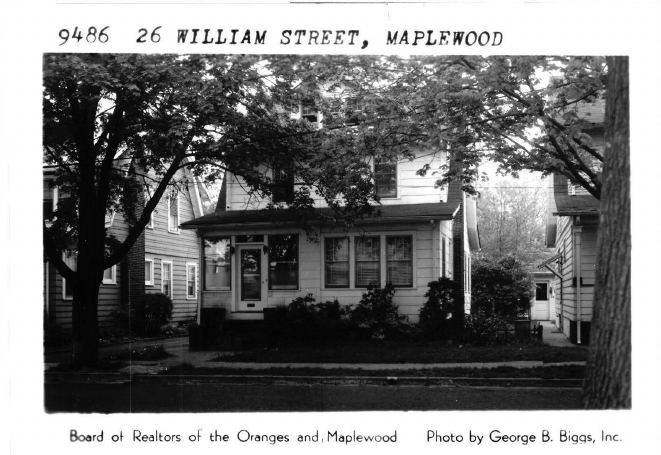 9486 26 WILLIAM STREET, MAPLEWOOD
Board of Realtors of the Oranges and, Maplewood Photo by George B. Biggs, Inc.